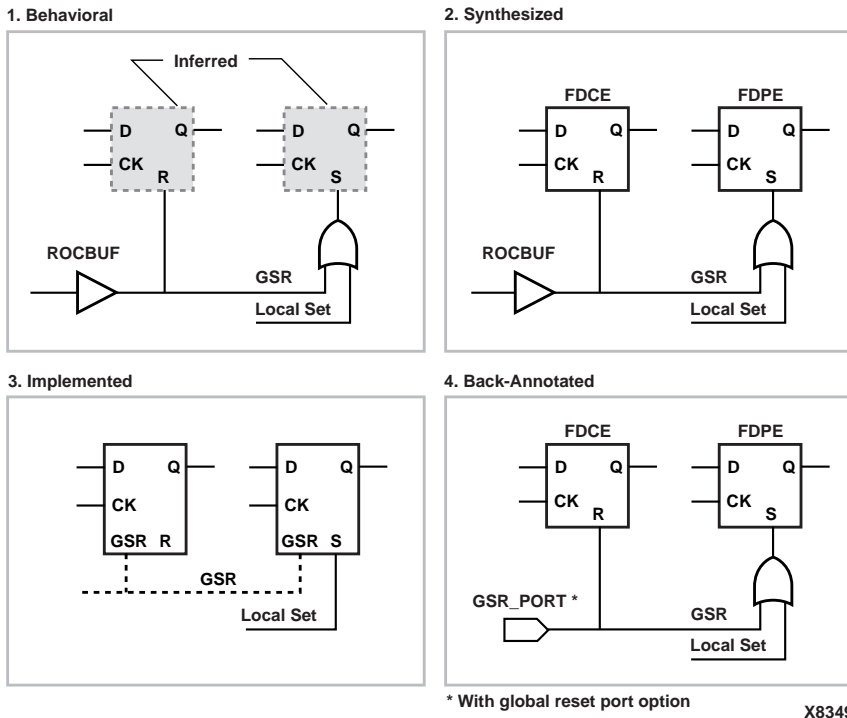 1. Behavioral
Inferred
D Q
CK
R
D Q
CK
S
ROCBUF
GSR
Local Set
2. Synthesized
FDCE
FDPE
D Q
CK
R
D Q
CK
S
ROCBUF
GSR
Local Set
3. Implemented
D Q
CK
GSR R
D Q
CK
GSR S
GSR
Local Set
4. Back-Annotated
FDCE
FDPE
D Q
CK
R
D Q
CK
S
GSR_PORT *
GSR
Local Set
* With global reset port option
X8349